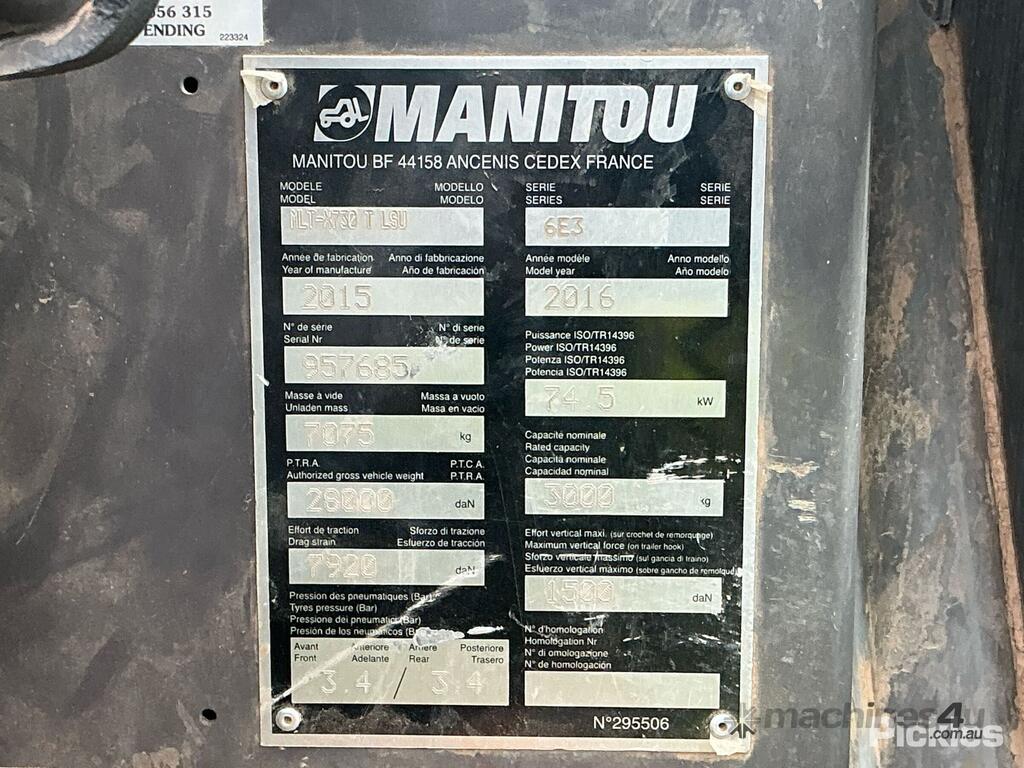 556 315
ENDING
223324
MANITOU
MANITOU BF 44158 ANCENIS CEDEX FRANCE
MODELE MODELLO
MODEL MODELO
MLT-X730 T LSU
SERIE SERIE
SERIES SERIE
6E3
Année de fabrication Anno di fabbricazione
Year of manufacture Año de fabricación
2015
Année modéle Anno modello
Model year Año modelo
2016
N° de série N° di serie
Serial Nr N° de serie
957685
Puissance ISO/TR14396
Power ISO/TR14396
Potenza ISO/TR14396
Potencia ISO/TR14396
74.5 kW
Masse à vide Massa a vuoto
Unladen mass Masa en vacio
7075 kg
Capacité nominale
Rated capacity
Capacita nominale
Capacidad nominal
3000 kg
P.T.R.A. P.T.C.A.
Authorized gross vehicle weight P.T.R.A.
28000 daN
Effort de traction Sforzo di trazione
Drag strain Esfuerzo de tracción
7920 daN
Effort vertical maxi. (sur crochet de remorquage)
Maximum vertical force (on trailer hook)
Sforzo verticale massimo (sul gancia di traino)
Esfuerzo vertical máximo (sobre gancho de remolque)
1500 daN
Pression des pneumatiques (Bar)
Tyres pressure (Bar)
Pressione dei pneumatici (Bar)
Presión de los neumáticos (Bar)
Avant Anteriore Arriere Posteriore
Front Adelante Rear Trasero
3.4 / 3.4
N° d'homologation
Homologation Nr
N° di omologazione
N° de homologación
N°295506
machines4u
.com.au
Pickles